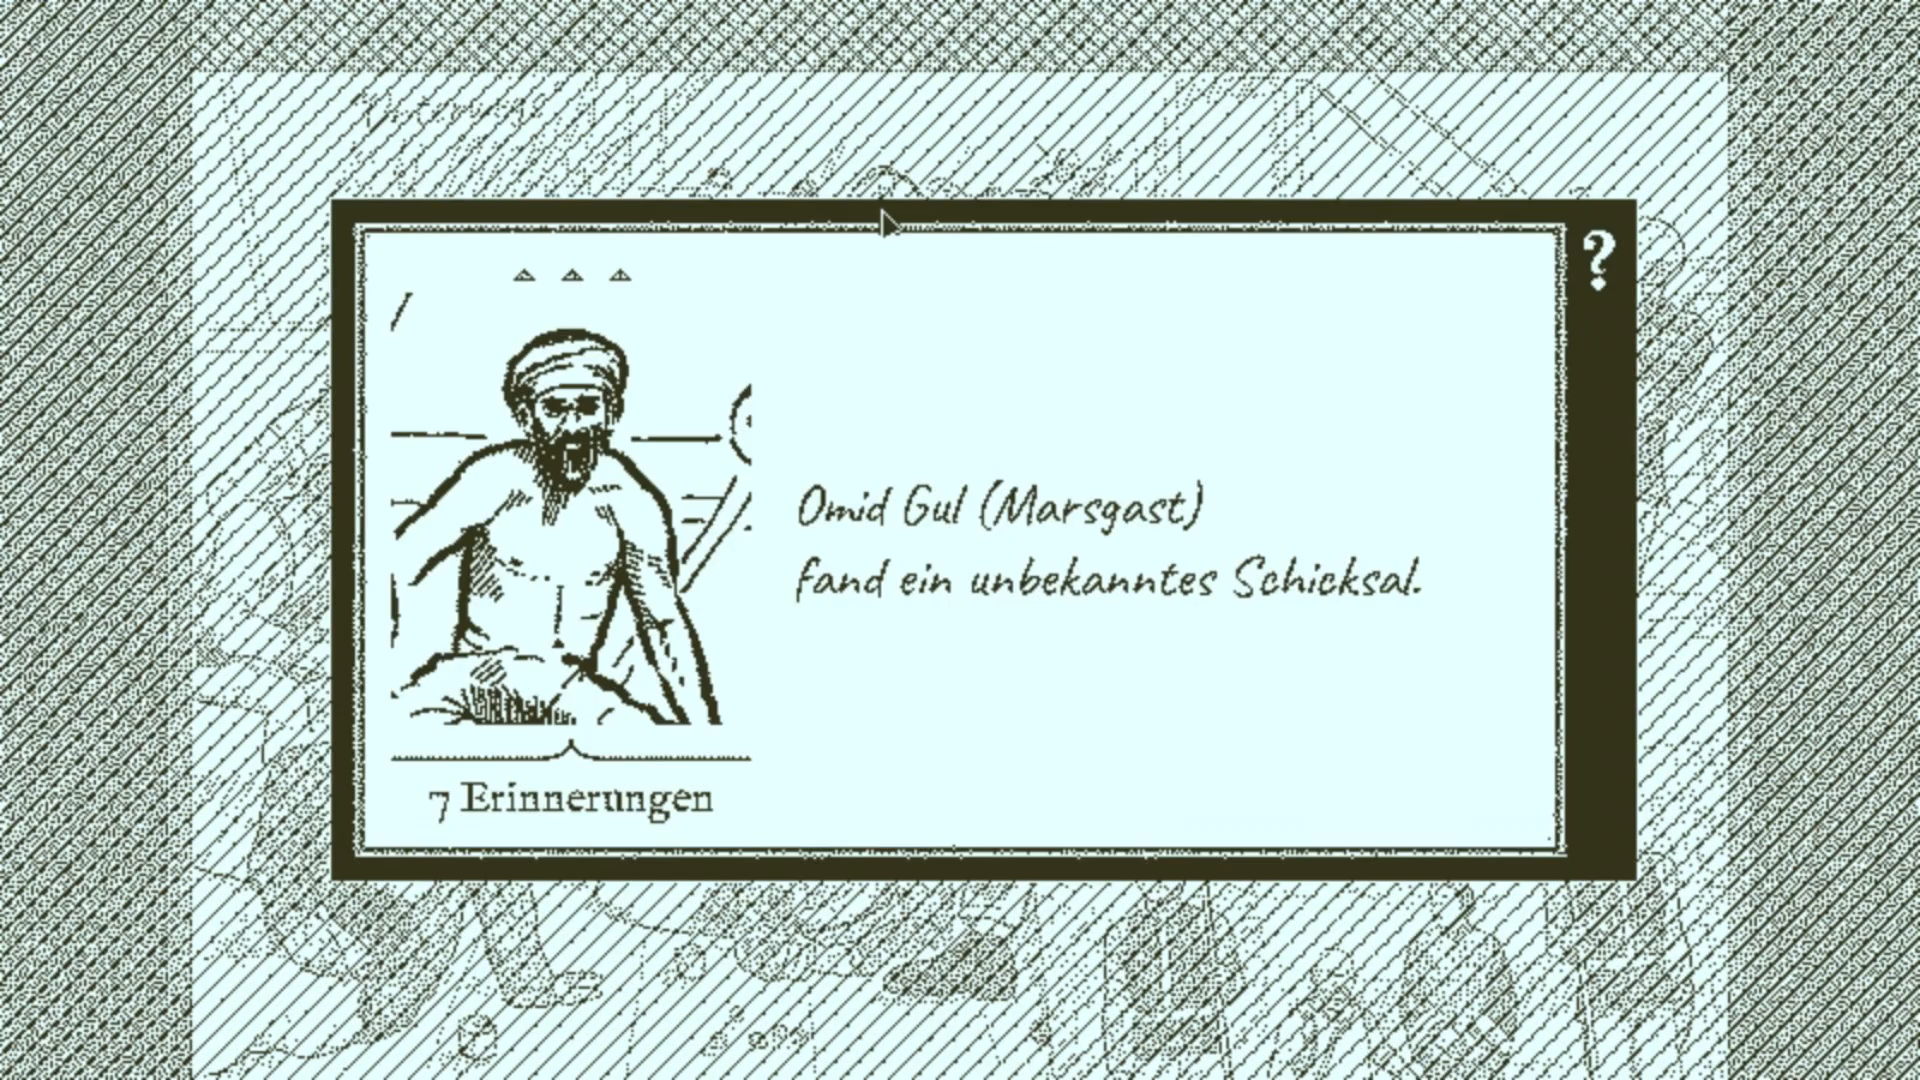 ?
Omid Gul (Marsgast)
fand ein unbekanntes Schicksal.
7 Erinnerungen